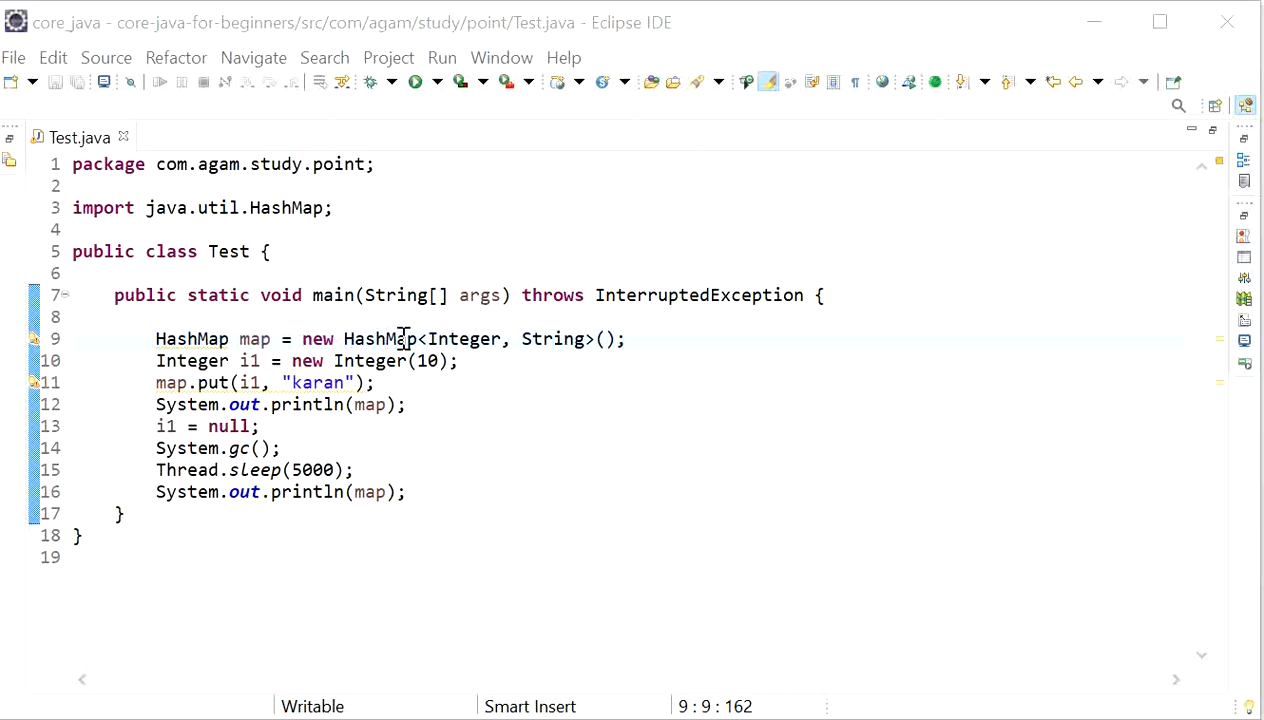 core_java - core-java-for-beginners/src/com/agam/study/point/Test.java - Eclipse IDE
File Edit Source Refactor Navigate Search Project Run Window Help
Test.java
1 package com.agam.study.point;
2
3 import java.util.HashMap;
4
5 public class Test {
6
7 public static void main(String[] args) throws InterruptedException {
8
9 HashMap map = new HashMap<Integer, String>();
10 Integer i1 = new Integer(10);
11 map.put(i1, "karan");
12 System.out.println(map);
13 i1 = null;
14 System.gc();
15 Thread.sleep(5000);
16 System.out.println(map);
17 }
18 }
19
Writable Smart Insert 9 : 9 : 162